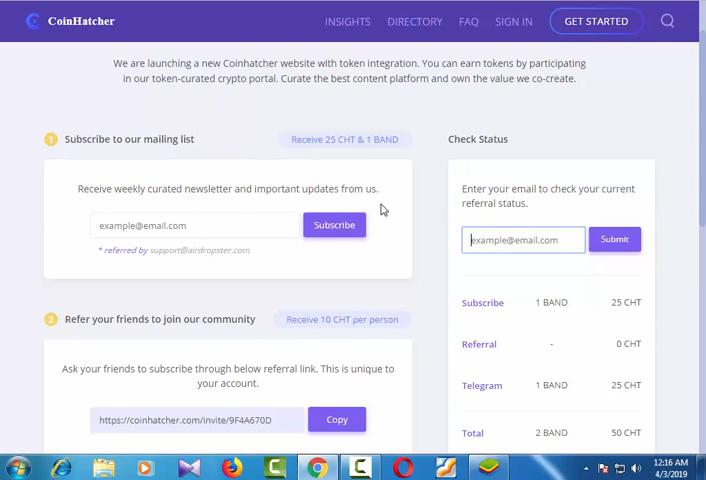 CoinHatcher
INSIGHTS DIRECTORY FAQ SIGN IN GET STARTED
We are launching a new Coinhatcher website with token integration. You can earn tokens by participating
in our token-curated crypto portal. Curate the best content platform and own the value we co-create.
1 Subscribe to our mailing list Receive 25 CHT & 1 BAND
Receive weekly curated newsletter and important updates from us.
example@email.com Subscribe
* referred by support@airdropster.com
2 Refer your friends to join our community Receive 10 CHT per person
Ask your friends to subscribe through below referral link. This is unique to
your account.
https://coinhatcher.com/invite/9F4A670D Copy
Check Status
Enter your email to check your current
referral status.
example@email.com Submit
Subscribe 1 BAND 25 CHT
Referral - 0 CHT
Telegram 1 BAND 25 CHT
Total 2 BAND 50 CHT
12:16 AM
4/3/2019